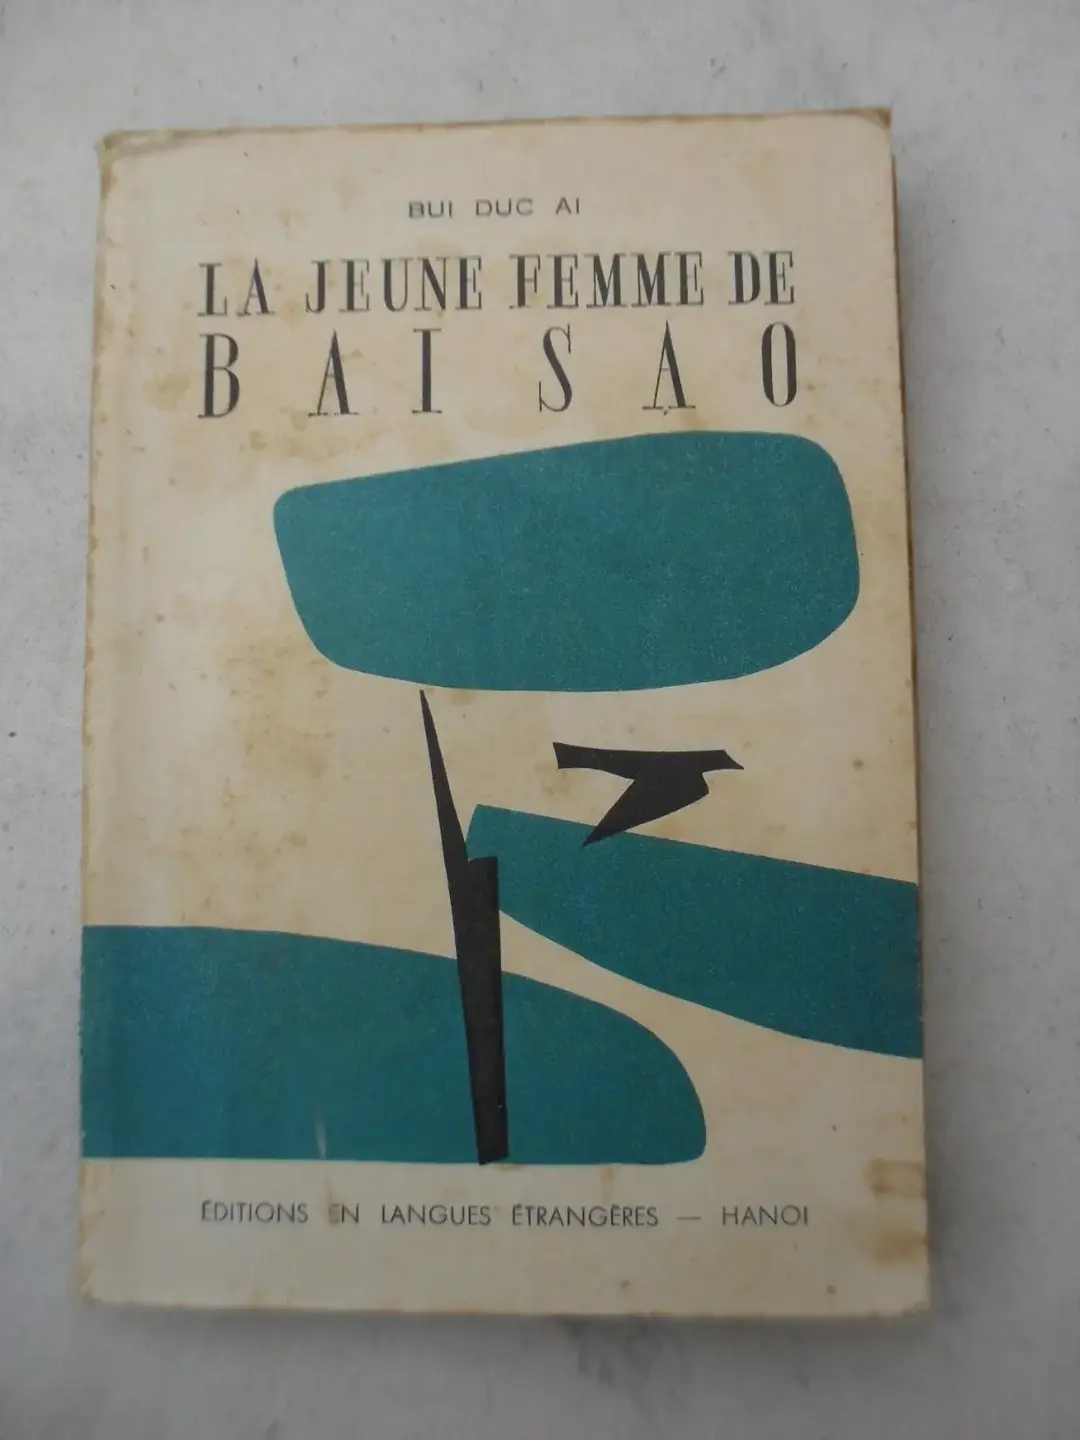 BUI DUC AI
LA JEUNE FEMME DE
BAI SAO
ÉDITIONS EN LANGUES ÉTRANGÈRES — HANOI